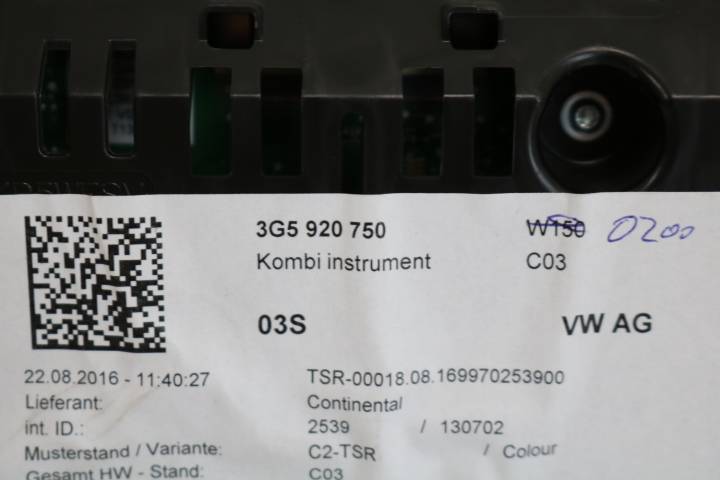 3G5 920 750 W150 0200
Kombi instrument C03
03S VW AG
22.08.2016 - 11:40:27 TSR-00018.08.169970253900
Lieferant: Continental
int. ID.: 2539 / 130702
Musterstand / Variante: C2-TSR / Colour
Gesamt HW - Stand: C03